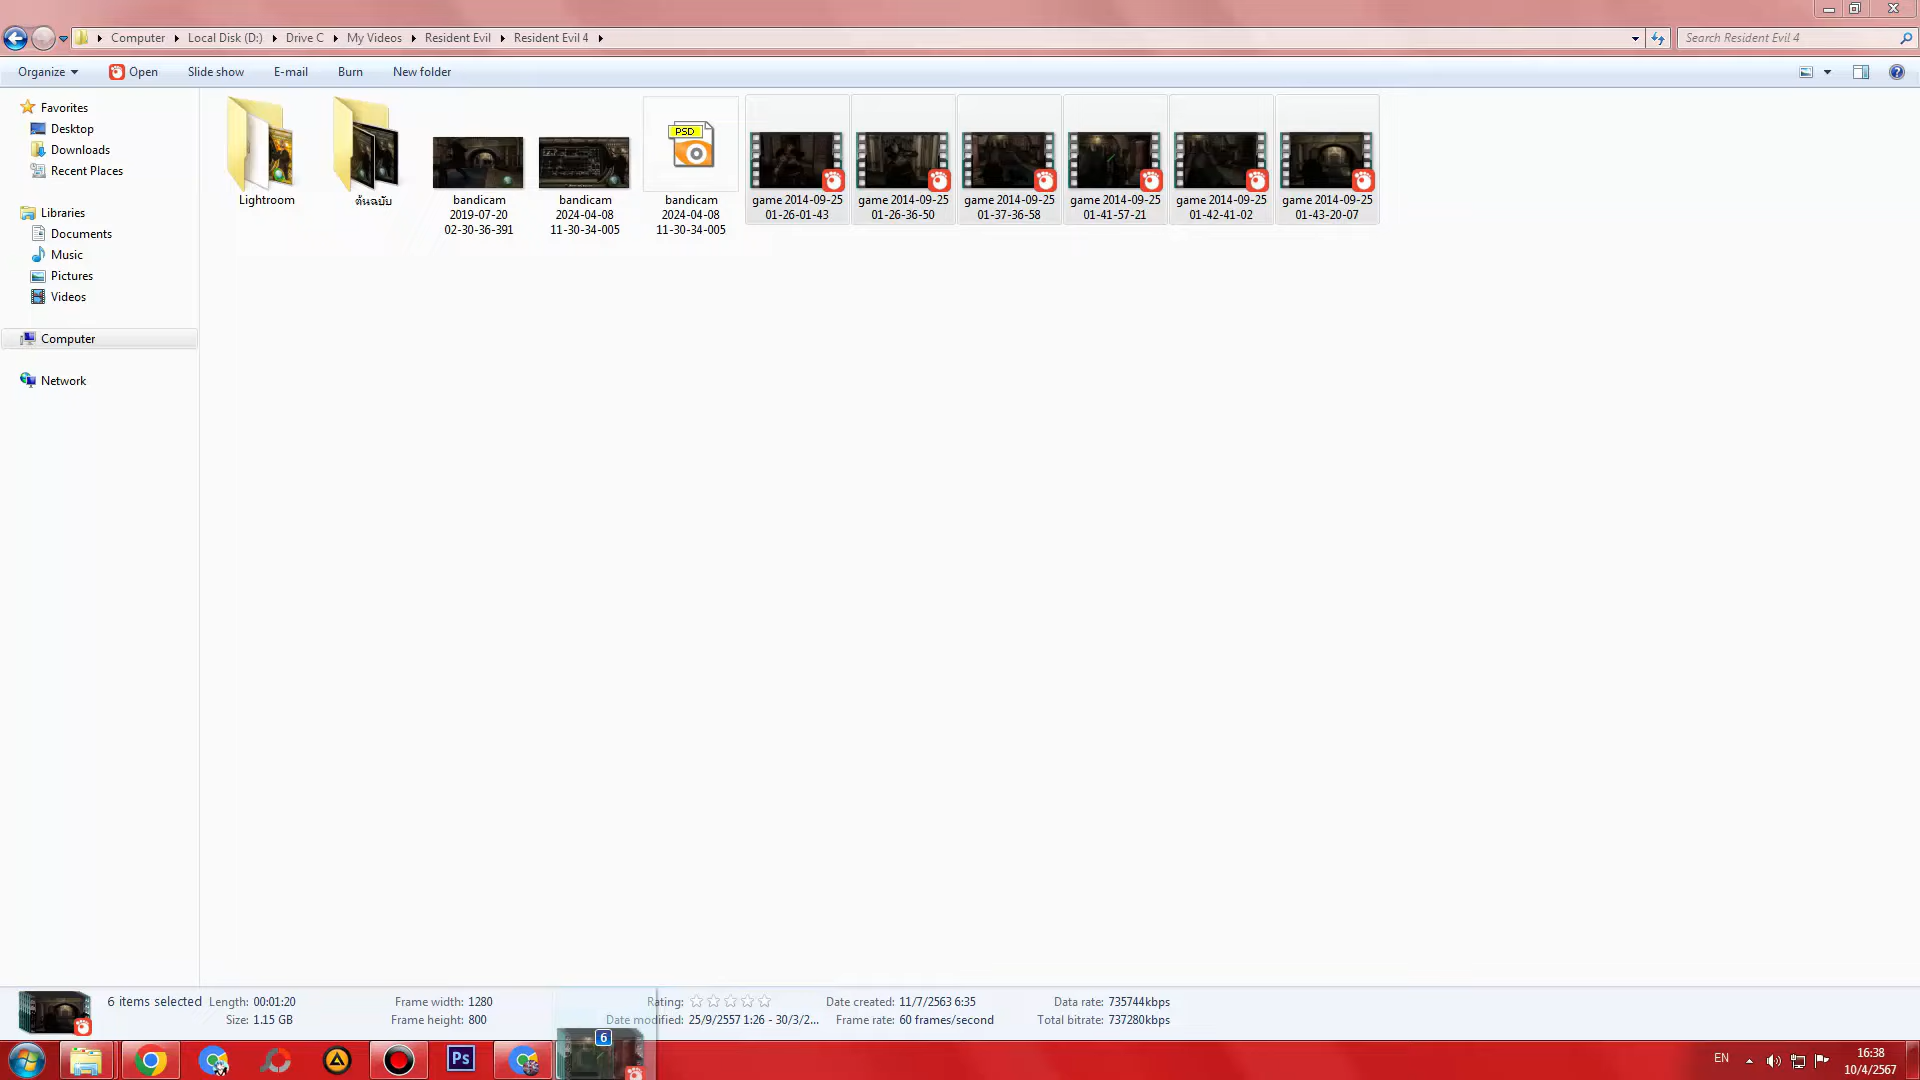 Computer Local Disk (D:) Drive C My Videos Resident Evil Resident Evil 4
Search Resident Evil 4
Organize Open Slide show E-mail Burn New folder
Favorites
Desktop
Downloads
Recent Places
Libraries
Documents
Music
Pictures
Videos
Computer
Network
Lightroom
ต้นฉบับ
bandicam
2019-07-20
02-30-36-391
bandicam
2024-04-08
11-30-34-005
PSD
bandicam
2024-04-08
11-30-34-005
game 2014-09-25
01-26-01-43
game 2014-09-25
01-26-36-50
game 2014-09-25
01-37-36-58
game 2014-09-25
01-41-57-21
game 2014-09-25
01-42-41-02
game 2014-09-25
01-43-20-07
6 items selected Length: 00:01:20 Frame width: 1280 Rating: Date created: 11/7/2563 6:35 Data rate: 735744kbps
Size: 1.15 GB Frame height: 800 Date modified: 25/9/2557 1:26 - 30/3/2... Frame rate: 60 frames/second Total bitrate: 737280kbps
6
Ps
EN
16:38
10/4/2567